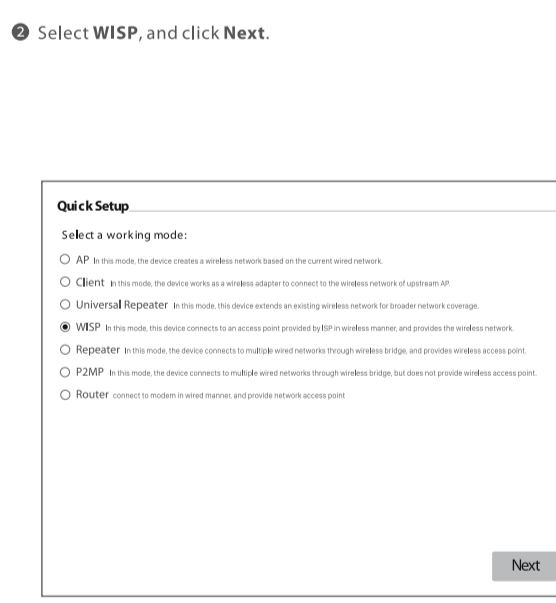 2 Select WISP, and click Next.
Quick Setup
Select a working mode:
AP In this mode, the device creates a wireless network based on the current wired network.
Client In this mode, the device works as a wireless adapter to connect to the wireless network of upstream AP.
Universal Repeater In this mode, this device extends an existing wireless network for broader network coverage.
WISP In this mode, this device connects to an access point provided by ISP in wireless manner, and provides the wireless network.
Repeater In this mode, the device connects to multiple wired networks through wireless bridge, and provides wireless access point.
P2MP In this mode, the device connects to multiple wired networks through wireless bridge, but does not provide wireless access point.
Router connect to modem in wired manner, and provide network access point
Next